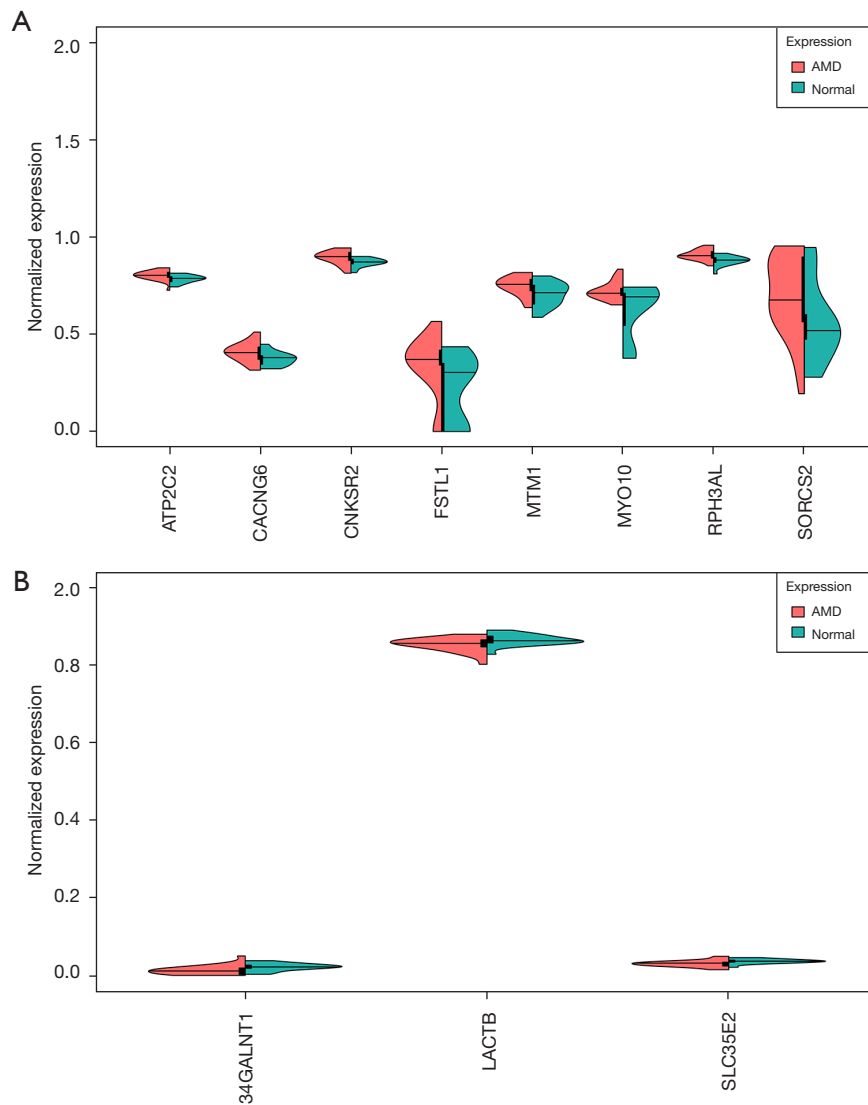 A
Normalized expression
2.0
1.5
1.0
0.5
0.0
Expression
AMD
Normal
ATP2C2
CACNG6
CNKSR2
FSTL1
MTM1
MYO10
RPH3AL
SORCS2
B
Normalized expression
2.0
0.8
0.6
0.4
0.2
0.0
Expression
AMD
Normal
34GALNT1
LACTB
SLC35E2